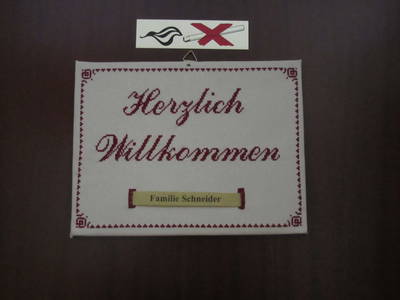 Herzlich
Willkommen
Familie Schneider